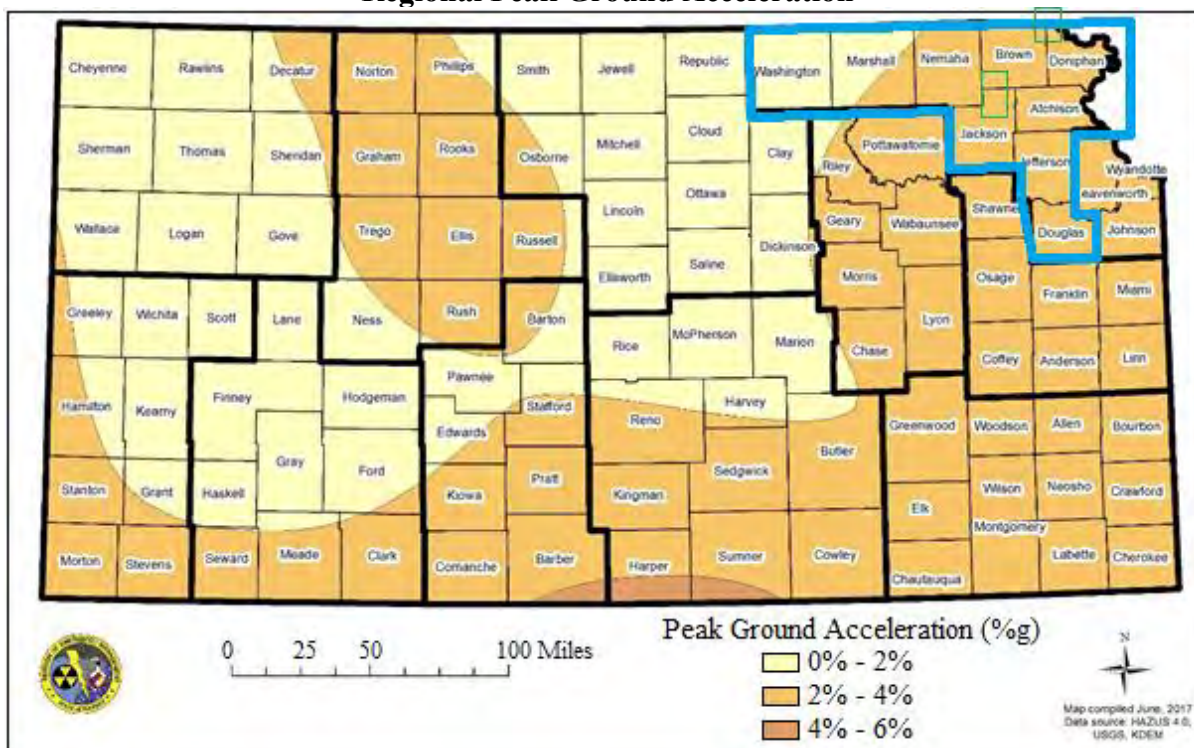 Regional Peak Ground Acceleration
Cheyenne Rawlins Decatur Norton Phillips Smith Jewell Republic Washington Marshall Nemaha Brown Doniphan
Atchison
Sherman Thomas Sheridan Graham Rooka Osborne Mitchell Cloud Clay Riley Pottawatomie Jackson Jefferson
Wyandotte
eavenworth
Wallace Logan Gove Trego Ellis Russell Lincoln Ottawa Geary Wabaunsee Shawne Douglas Johnson
Ellsworth Saline Dickinson Morris Osage Franklin Miami
Greeley Wichita Scott Lane Ness Rush Barton Rice McPherson Marion Chase Lyon Coffey Anderson Linn
Hamilton Kearny Finney Hodgeman Pawnee Stafford Reno Harvey Greenwood Woodson Allen Bourbon
Edwards
Stanton Grant Haskell Gray Ford Kiowa Pratt Kingman Sedgwick Butler Elk Wilson Neosho Crawford
Montgomery
Morton Stevens Seward Meade Clark Comanche Barber Harper Sumner Cowley Chautauqua Labette Cherokee
0 25 50 100 Miles
Peak Ground Acceleration (%g)
0% - 2%
2% - 4%
4% - 6%
N
Map compiled June, 2017
Data source: HAZUS 4.0,
USGS, KDEM